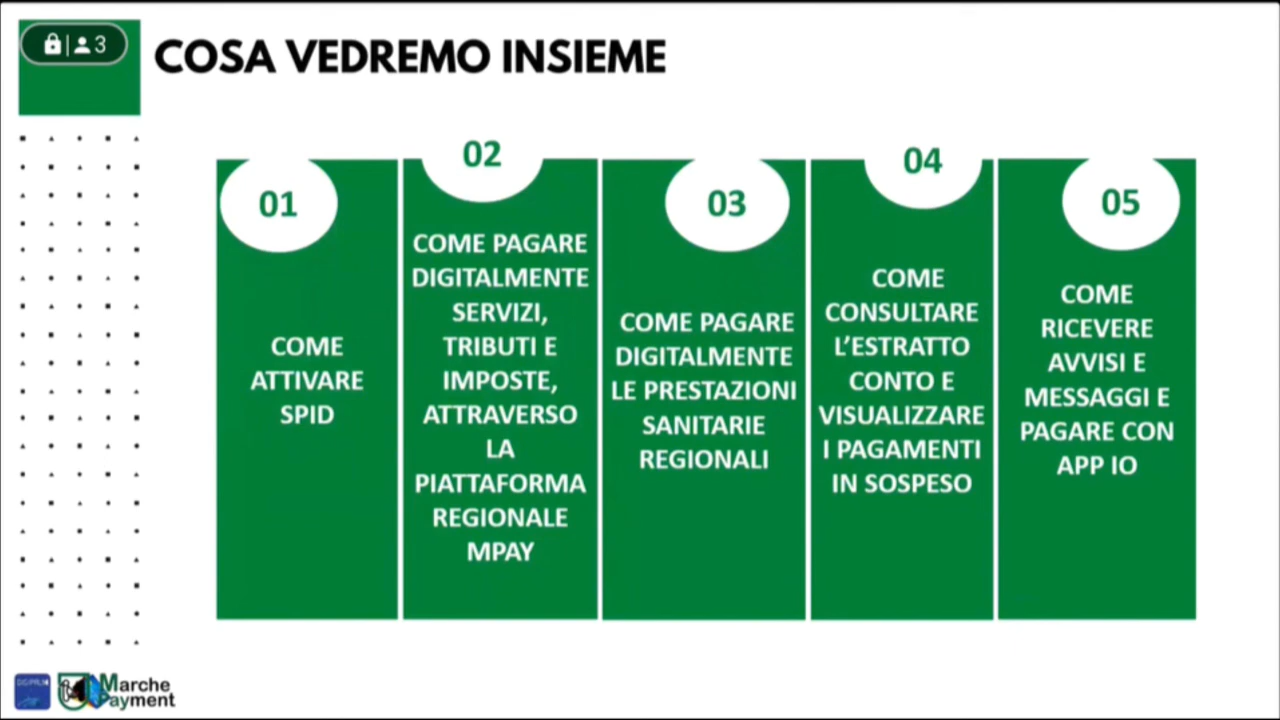 3
COSA VEDREMO INSIEME
01
COME
ATTIVARE
SPID
02
COME PAGARE
DIGITALMENTE
SERVIZI,
TRIBUTI E
IMPOSTE,
ATTRAVERSO
LA
PIATTAFORMA
REGIONALE
MPAY
03
COME PAGARE
DIGITALMENTE
LE PRESTAZIONI
SANITARIE
REGIONALI
04
COME
CONSULTARE
L'ESTRATTO
CONTO E
VISUALIZZARE
I PAGAMENTI
IN SOSPESO
05
COME
RICEVERE
AVVISI E
MESSAGGI E
PAGARE CON
APP IO
Marche
Payment